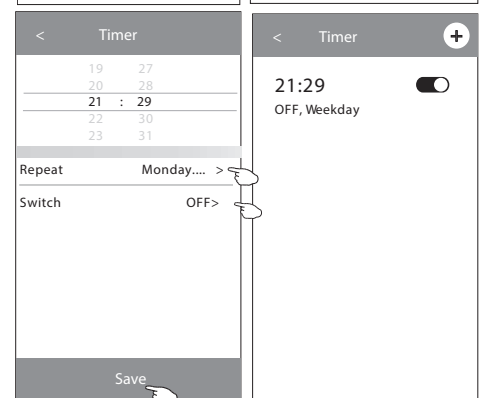 < Timer
19 27
20 28
21 : 29
22 30
23 31
Repeat Monday.... >
Switch OFF>
Save
< Timer +
21:29
OFF, Weekday